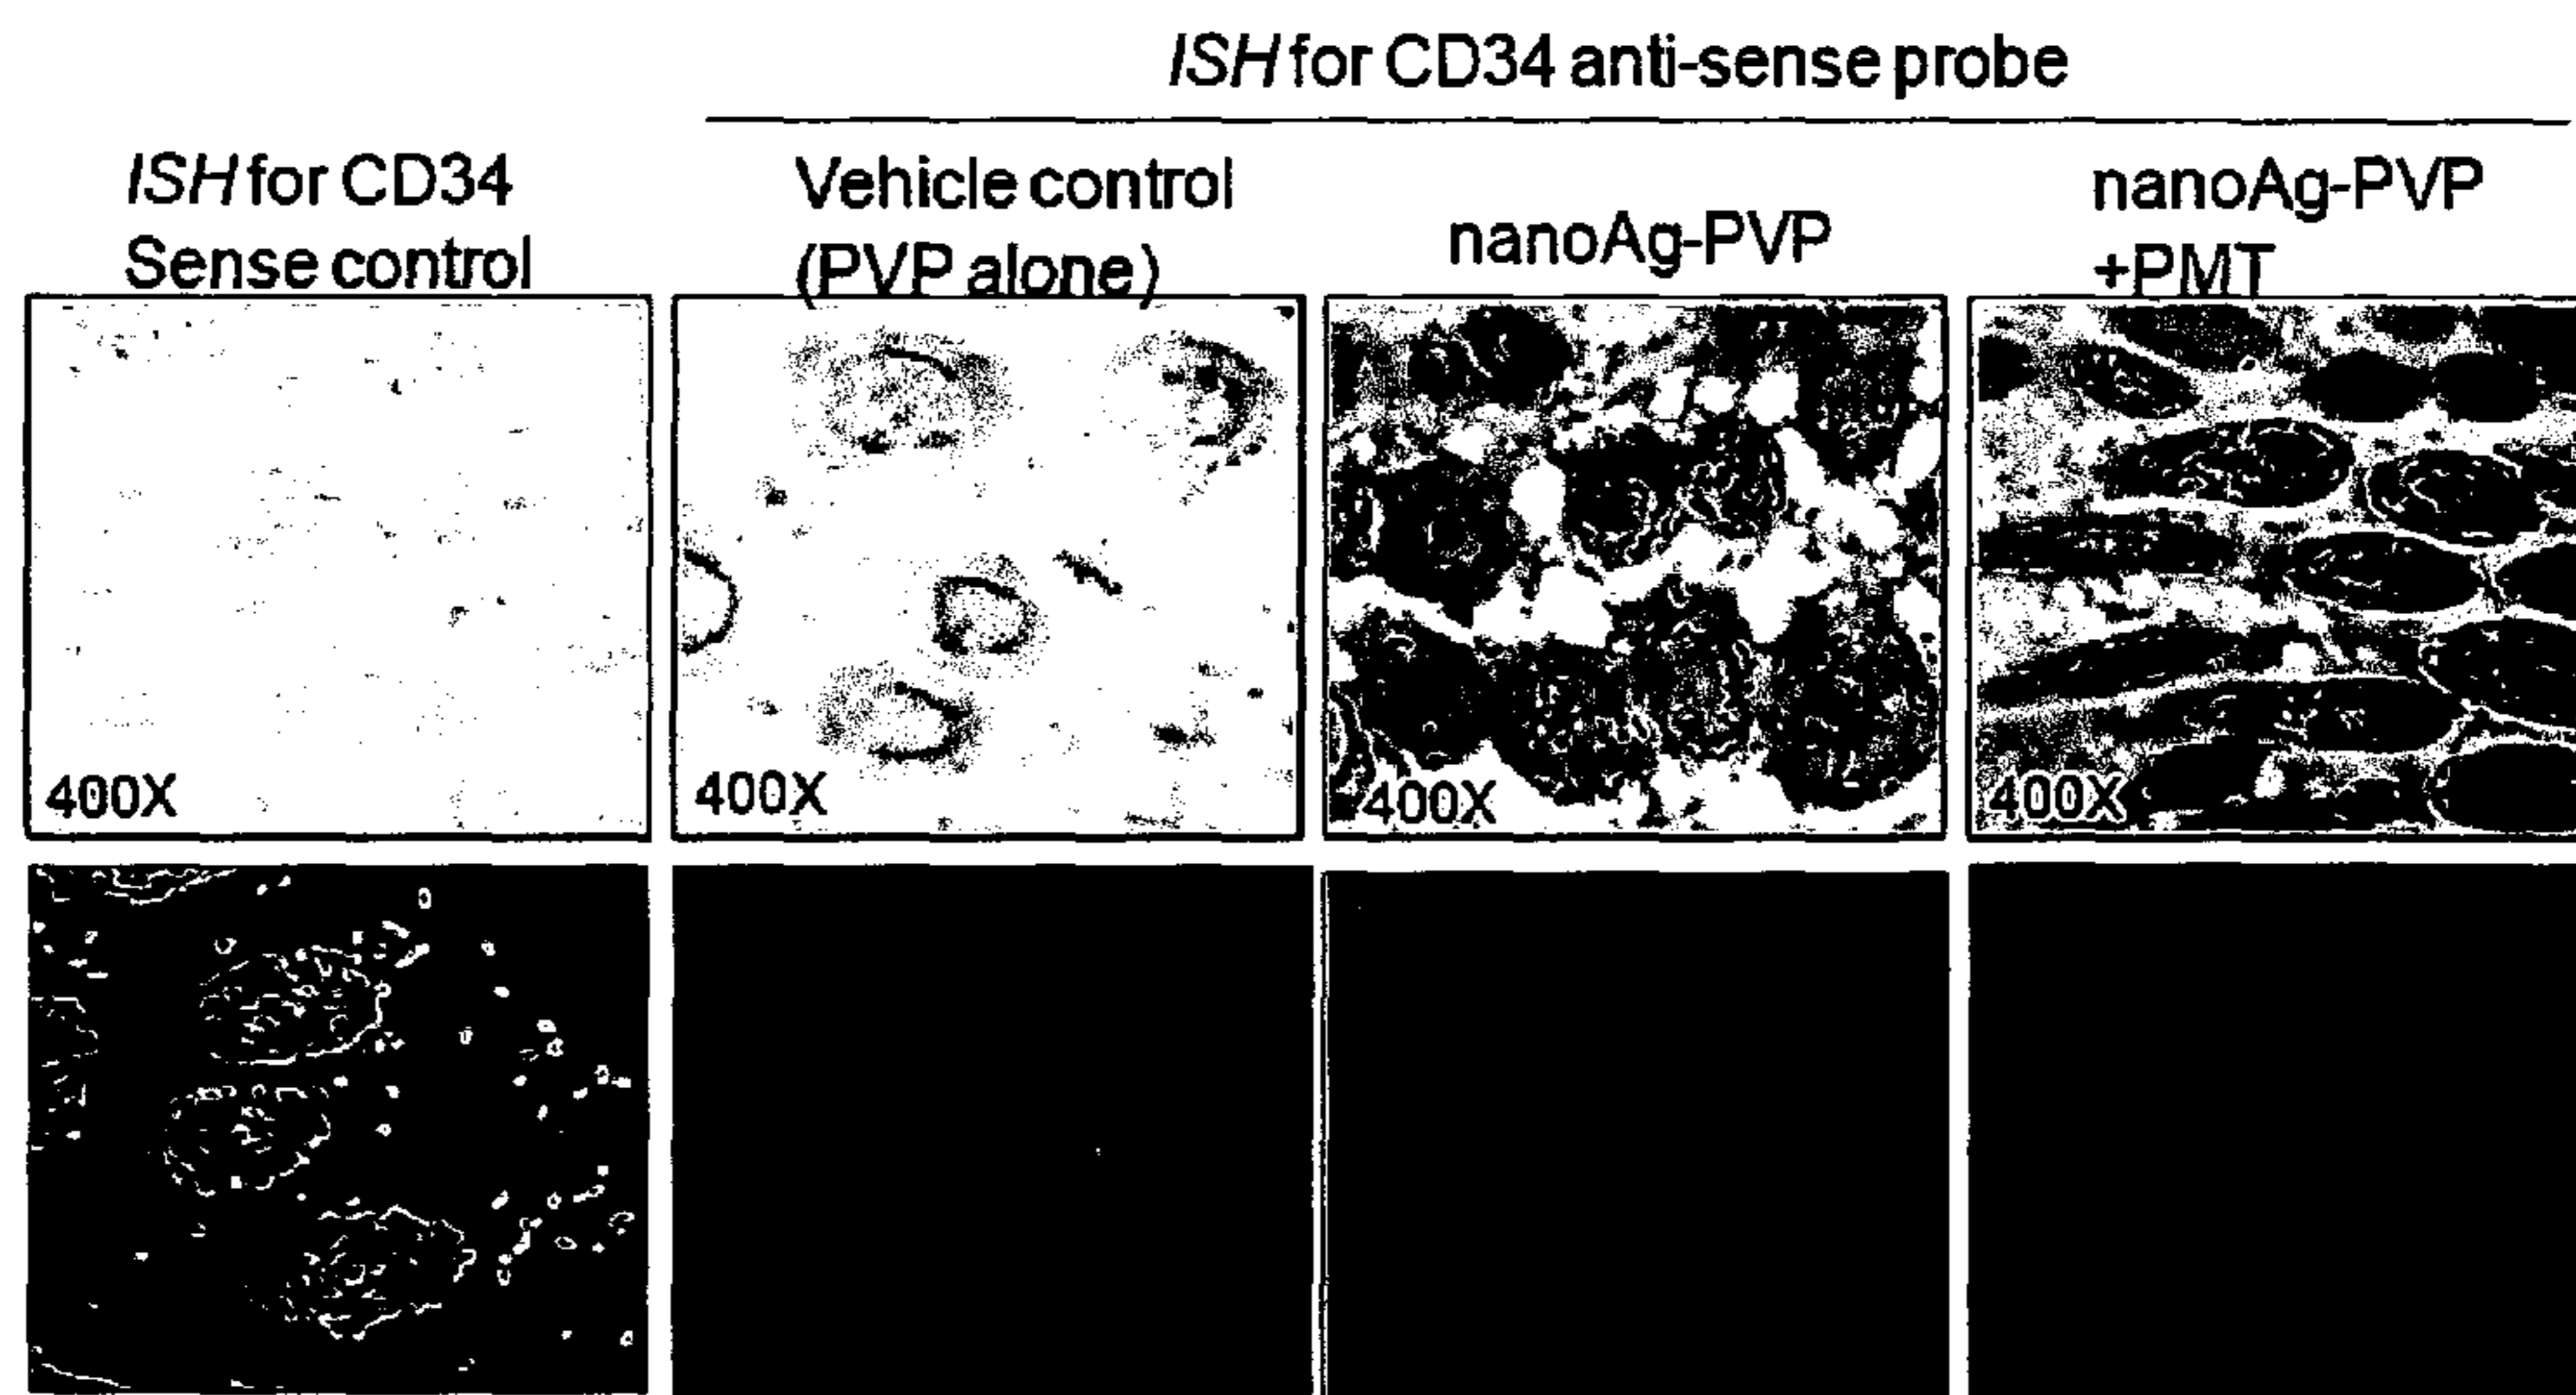 ISH for CD34 anti-sense probe
ISH for CD34
Sense control
Vehicle control
(PVP alone)
nanoAg-PVP
nanoAg-PVP
+PMT
400X
400X
400X
400X